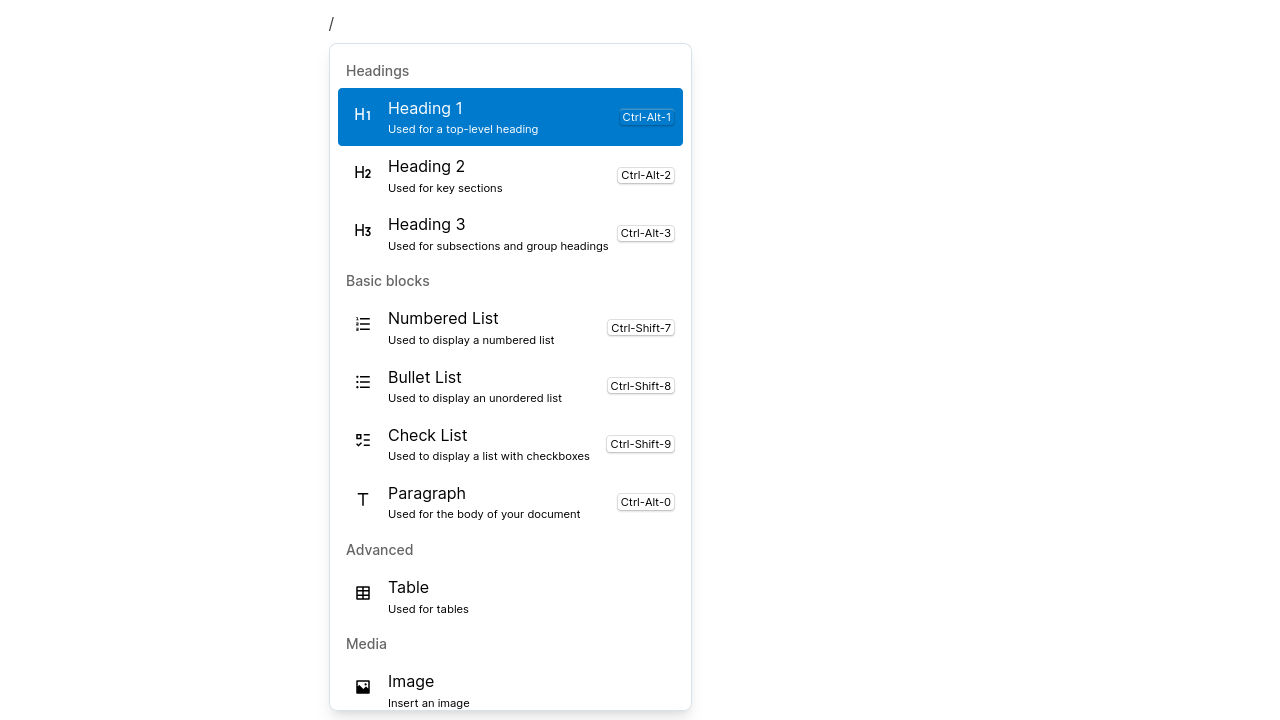 /
Headings
H1 Heading 1 Ctrl-Alt-1
Used for a top-level heading
H2 Heading 2 Ctrl-Alt-2
Used for key sections
H3 Heading 3 Ctrl-Alt-3
Used for subsections and group headings
Basic blocks
Numbered List Ctrl-Shift-7
Used to display a numbered list
Bullet List Ctrl-Shift-8
Used to display an unordered list
Check List Ctrl-Shift-9
Used to display a list with checkboxes
T Paragraph Ctrl-Alt-0
Used for the body of your document
Advanced
Table
Used for tables
Media
Image
Insert an image